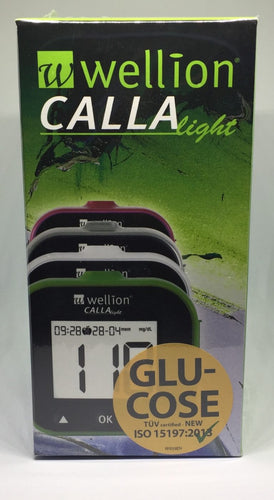 w wellion®
CALLA light
w wellion
CALLA light
09:28 28-04 mg/dL
117
▲ OK
GLU-
COSE
TÜV certified NEW
ISO 15197:2013